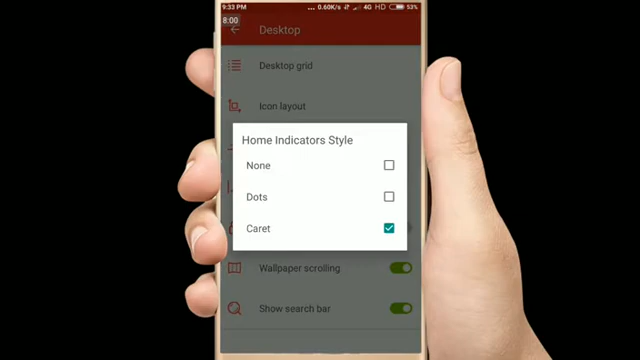 9:33 PM ... 0.60K/s 4G HD 53%
8:00
Desktop
Desktop grid
Icon layout
Home Indicators Style
None
Dots
Caret
Wallpaper scrolling
Show search bar